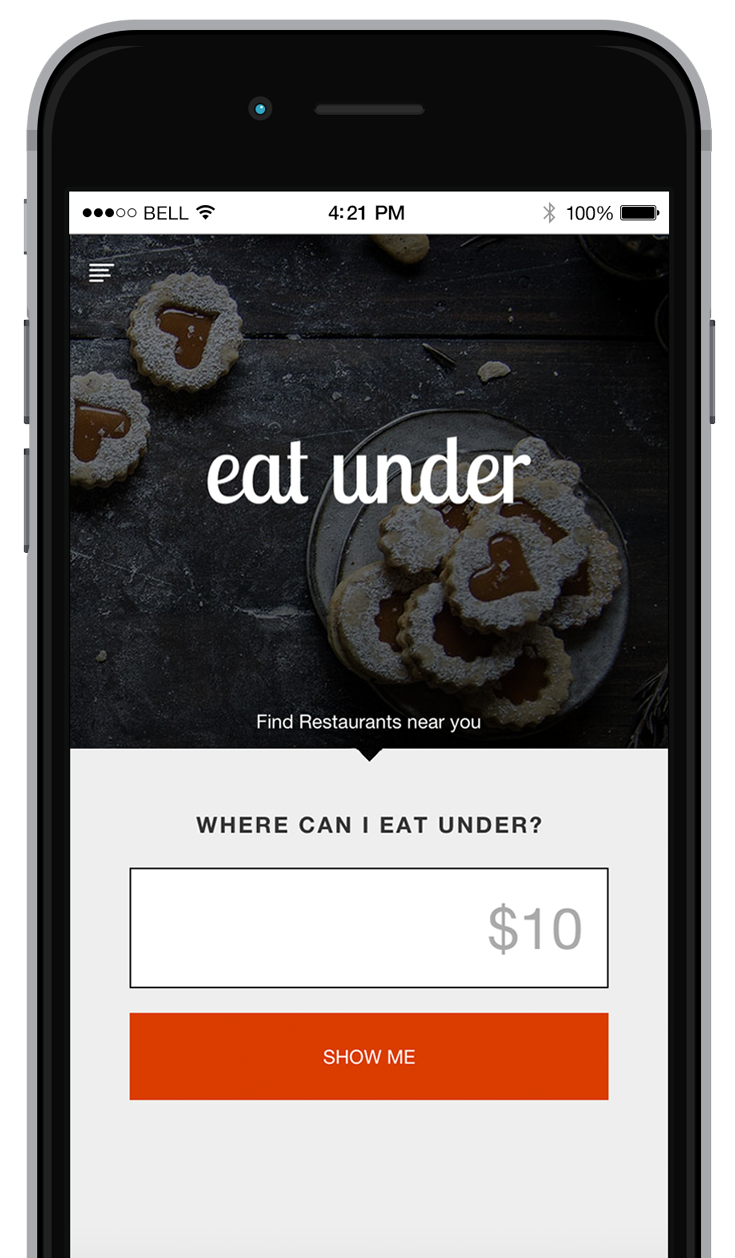 BELL 4:21 PM 100%
eat under
Find Restaurants near you
WHERE CAN I EAT UNDER?
$10
SHOW ME